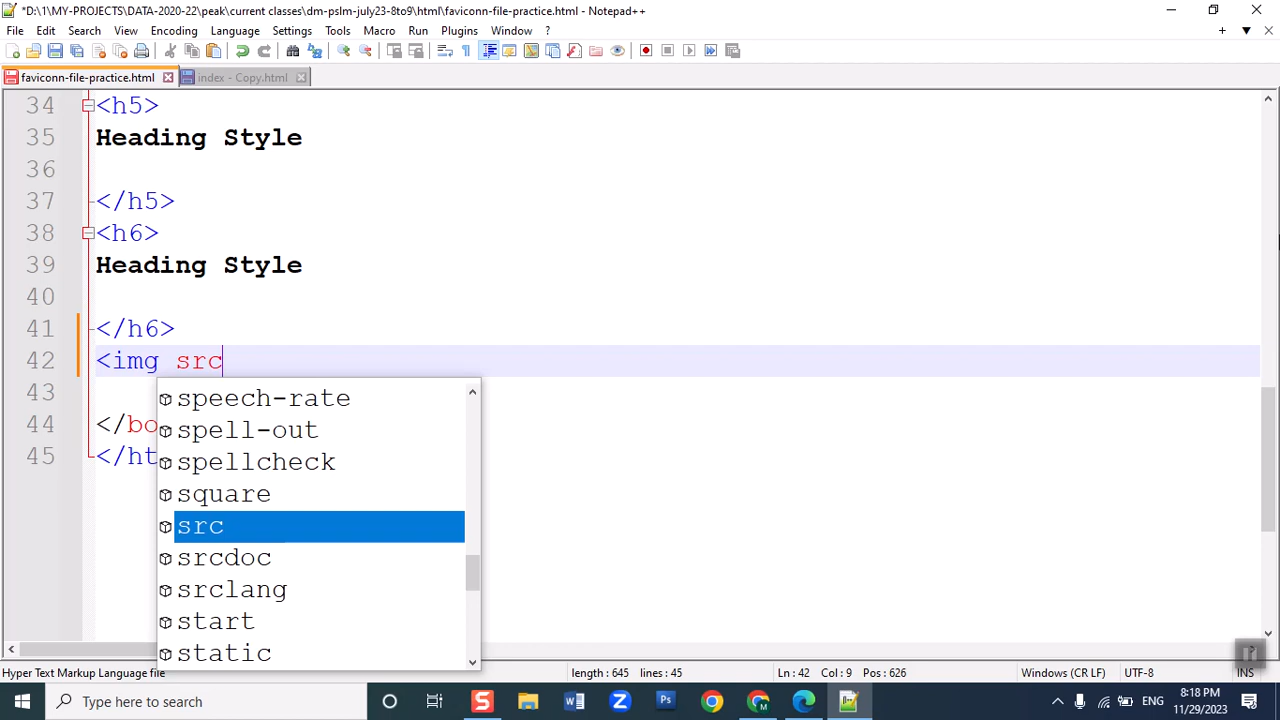 *D:\1\MY-PROJECTS\DATA-2020-22\peak\current classes\dm-pslm-july23-8to9\html\faviconn-file-practice.html - Notepad++
File Edit Search View Encoding Language Settings Tools Macro Run Plugins Window ?
faviconn-file-practice.html index - Copy.html
34 <h5>
35 Heading Style
36
37 </h5>
38 <h6>
39 Heading Style
40
41 </h6>
42 <img src
43
44 </bo
45 </ht
speech-rate
spell-out
spellcheck
square
src
srcdoc
srclang
start
static
Hyper Text Markup Language file length : 645 lines : 45 Ln : 42 Col : 9 Pos : 626 Windows (CR LF) UTF-8 INS
Type here to search
ENG
8:18 PM
11/29/2023